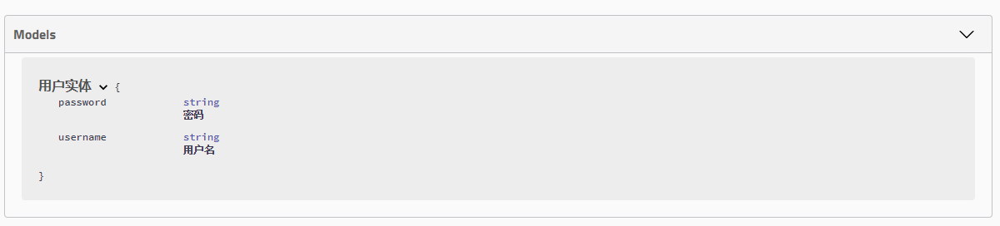 Models
用户实体 {
password string
密码
username string
用户名
}